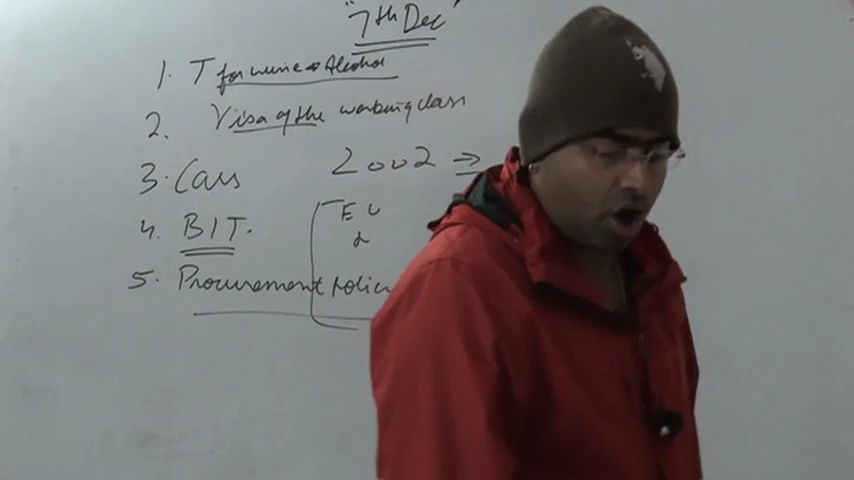 "7th Dec"
1. T for wine → Alcohol
2. Visa of the working class
3. Cars
2002 ⇒
4. BIT.
EU
&
5. Procurement polic